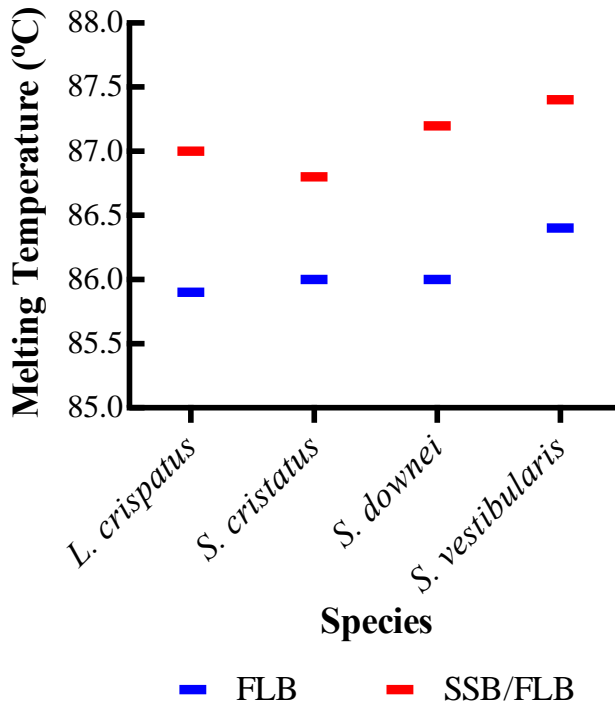 Melting Temperature (ºC)
88.0
87.5
87.0
86.5
86.0
85.5
85.0
L. crispatus
S. cristatus
S. downei
S. vestibularis
Species
FLB
SSB/FLB